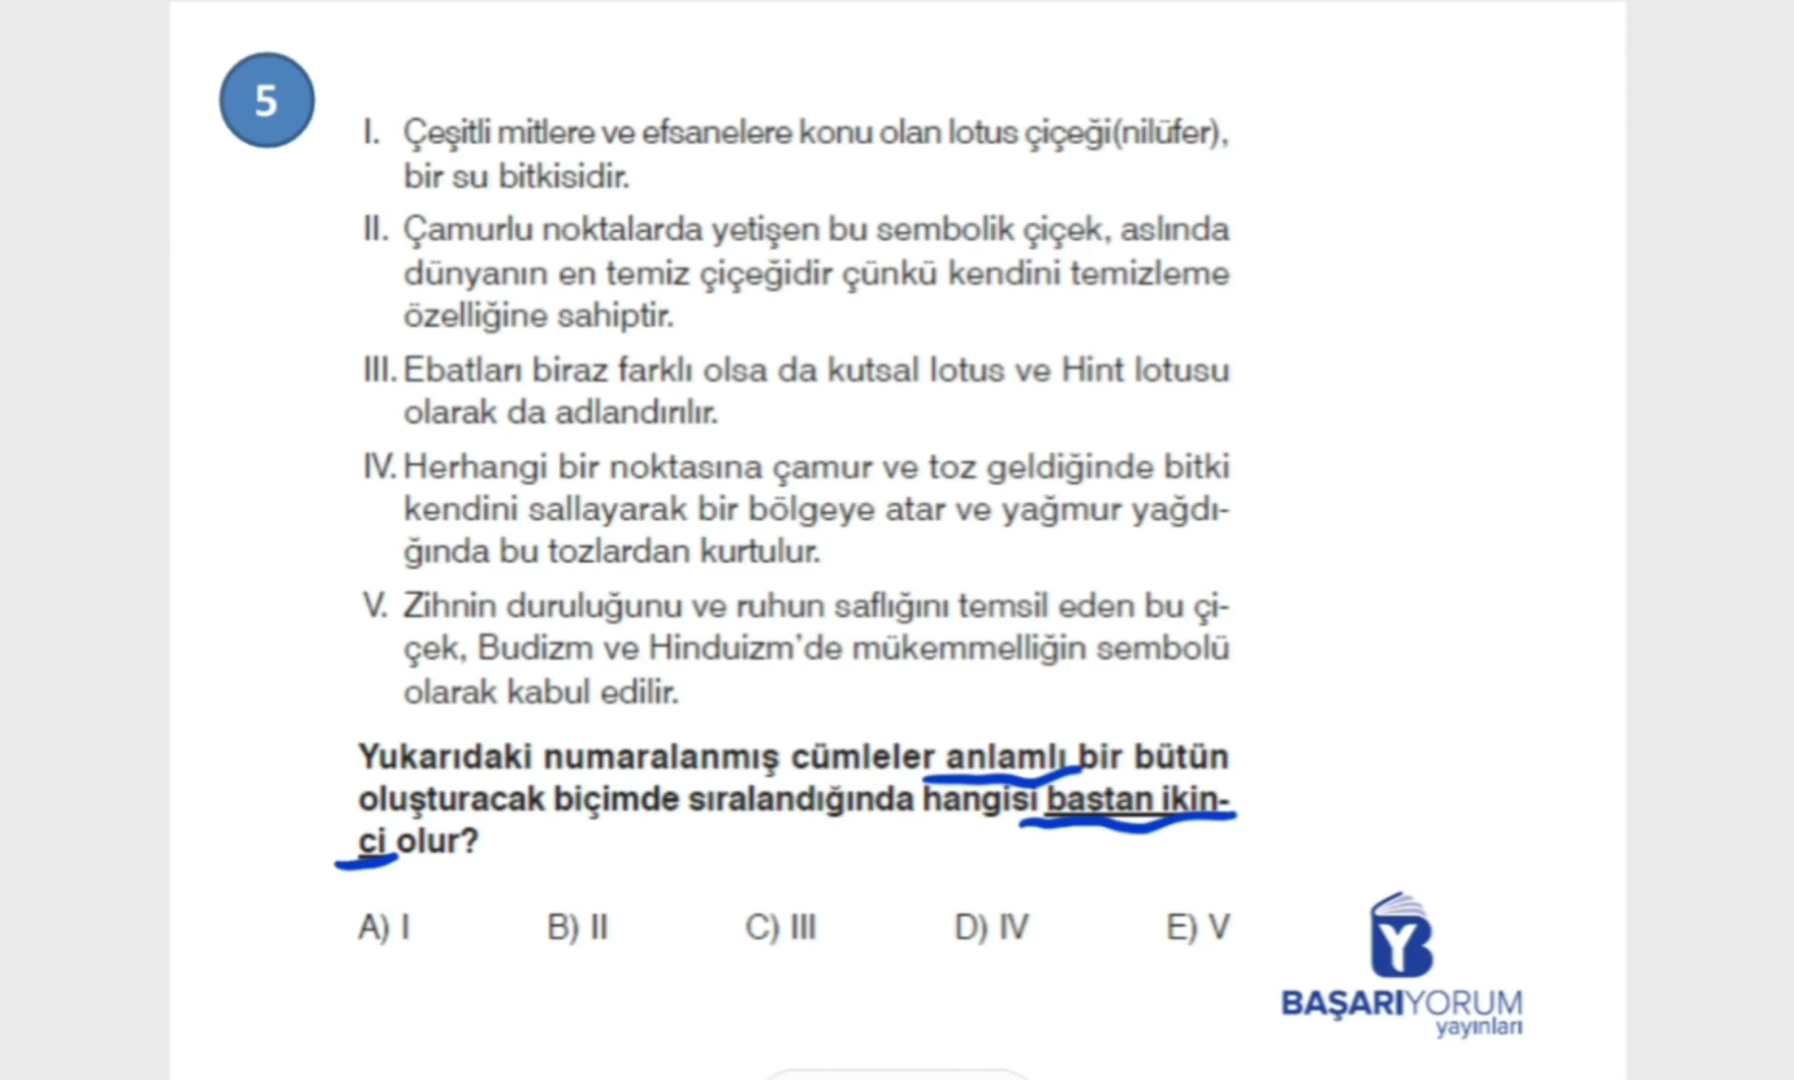 5
I. Çeşitli mitlere ve efsanelere konu olan lotus çiçeği(nilüfer),
bir su bitkisidir.
II. Çamurlu noktalarda yetişen bu sembolik çiçek, aslında
dünyanın en temiz çiçeğidir çünkü kendini temizleme
özelliğine sahiptir.
III. Ebatları biraz farklı olsa da kutsal lotus ve Hint lotusu
olarak da adlandırılır.
IV. Herhangi bir noktasına çamur ve toz geldiğinde bitki
kendini sallayarak bir bölgeye atar ve yağmur yağdı-
ğında bu tozlardan kurtulur.
V. Zihnin duruluğunu ve ruhun saflığını temsil eden bu çi-
çek, Budizm ve Hinduizm'de mükemmelliğin sembolü
olarak kabul edilir.
Yukarıdaki numaralanmış cümleler anlamlı bir bütün
oluşturacak biçimde sıralandığında hangisi baştan ikin-
ci olur?
A) I B) II C) III D) IV E) V
BY
BAŞARIYORUM
yayınları